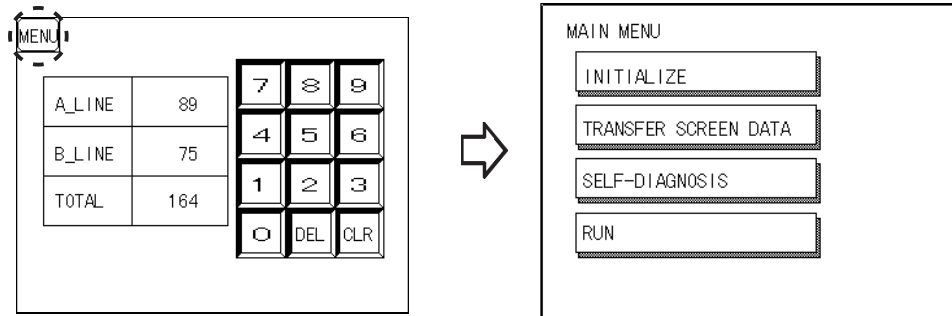 MENU
A_LINE 89
B_LINE 75
TOTAL 164
7 8 9
4 5 6
1 2 3
0 DEL CLR
MAIN MENU
INITIALIZE
TRANSFER SCREEN DATA
SELF-DIAGNOSIS
RUN